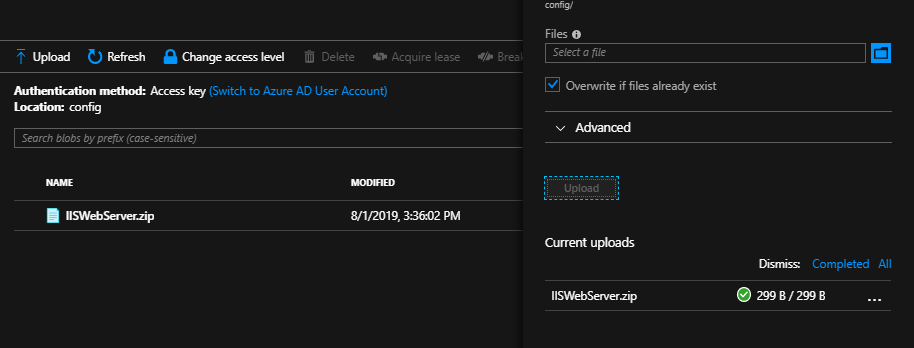 Upload Refresh Change access level Delete Acquire lease Break
Authentication method: Access key (Switch to Azure AD User Account)
Location: config
Search blobs by prefix (case-sensitive)
NAME MODIFIED
IISWebServer.zip 8/1/2019, 3:36:02 PM
config/
Files
Select a file
Overwrite if files already exist
Advanced
Upload
Current uploads
Dismiss: Completed All
IISWebServer.zip 299 B / 299 B ...